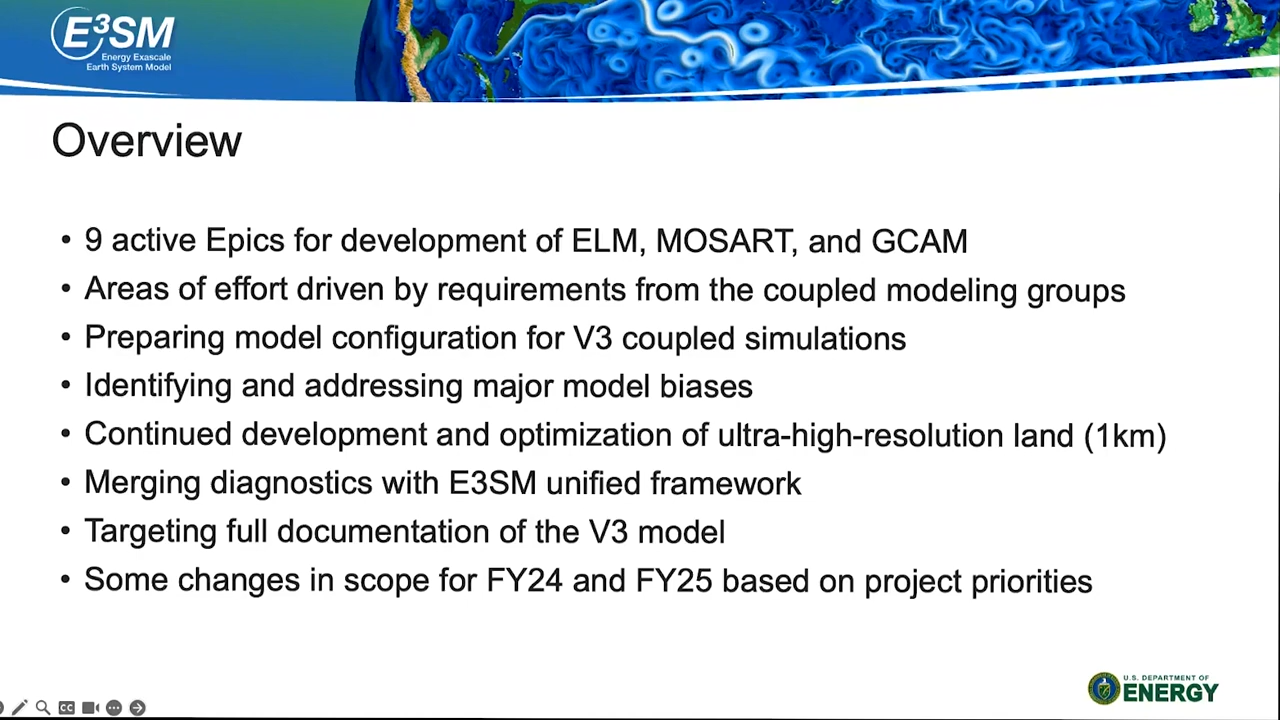 E3SM
Energy Exascale
Earth System Model
Overview
• 9 active Epics for development of ELM, MOSART, and GCAM
• Areas of effort driven by requirements from the coupled modeling groups
• Preparing model configuration for V3 coupled simulations
• Identifying and addressing major model biases
• Continued development and optimization of ultra-high-resolution land (1km)
• Merging diagnostics with E3SM unified framework
• Targeting full documentation of the V3 model
• Some changes in scope for FY24 and FY25 based on project priorities
U.S. DEPARTMENT OF
ENERGY
CC